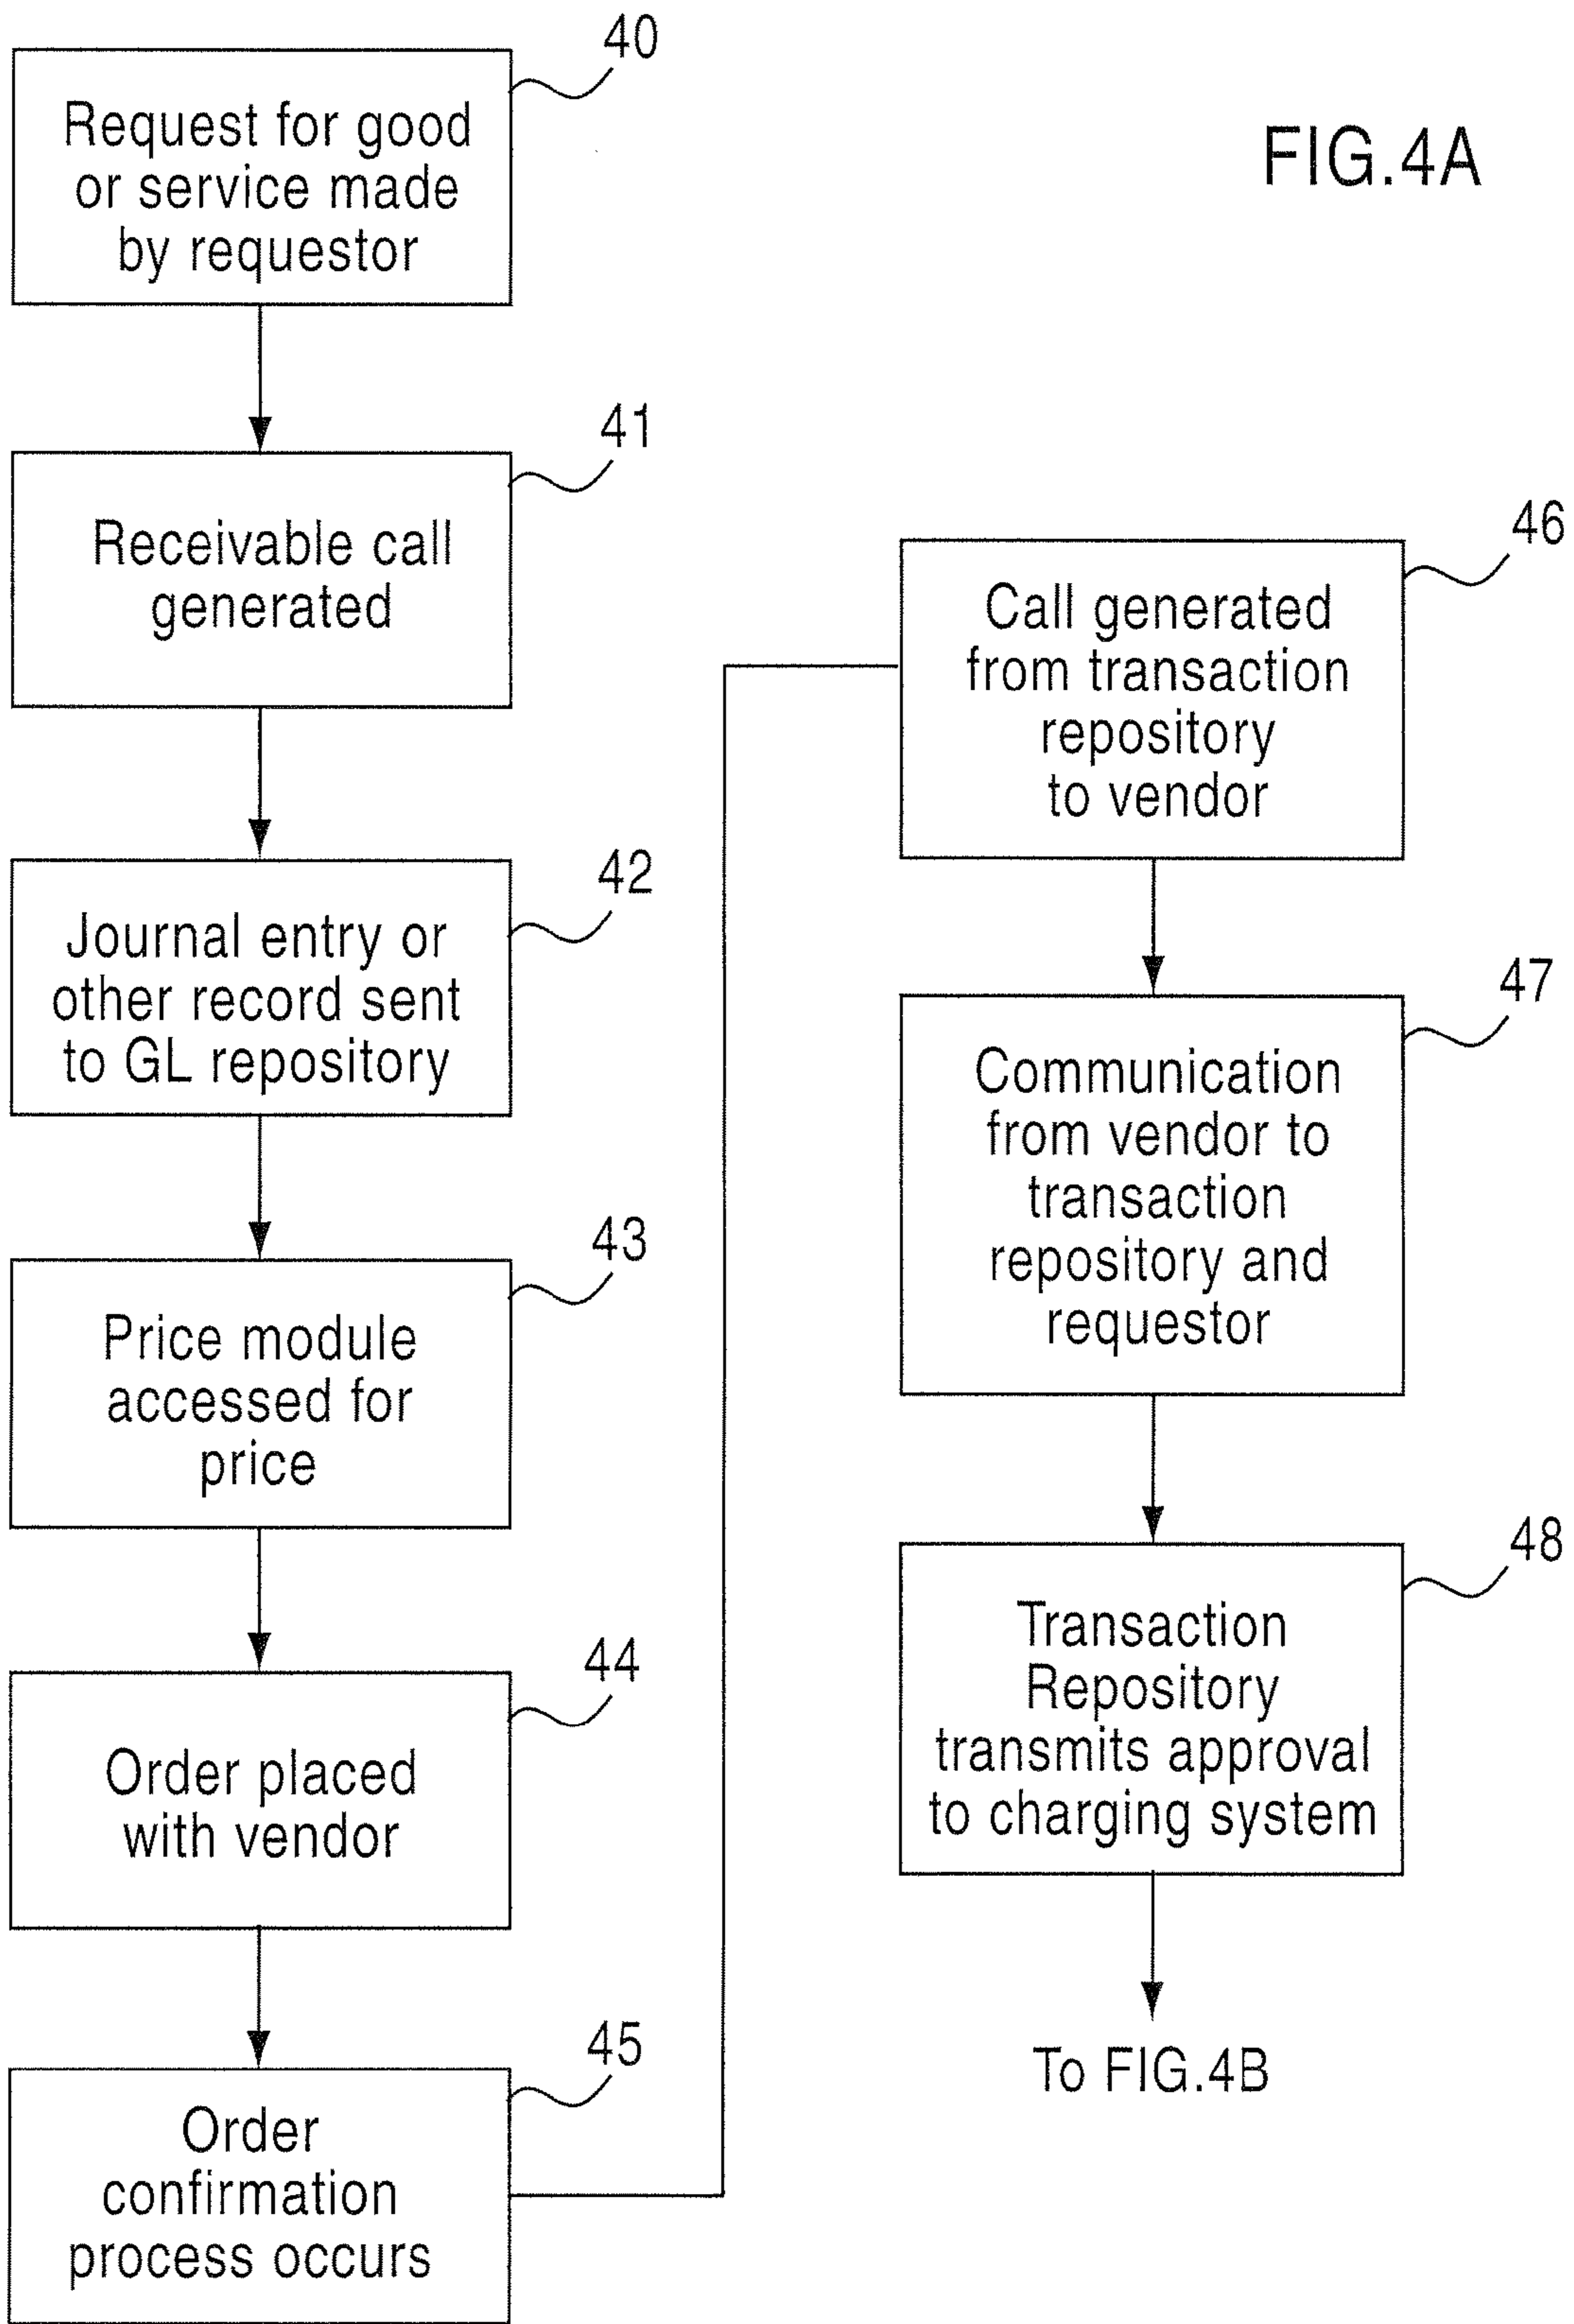 FIG.4A
40
Request for good
or service made
by requestor
41
Receivable call
generated
42
Journal entry or
other record sent
to GL repository
43
Price module
accessed for
price
44
Order placed
with vendor
45
Order
confirmation
process occurs
46
Call generated
from transaction
repository
to vendor
47
Communication
from vendor to
transaction
repository and
requestor
48
Transaction
Repository
transmits approval
to charging system
To FIG.4B